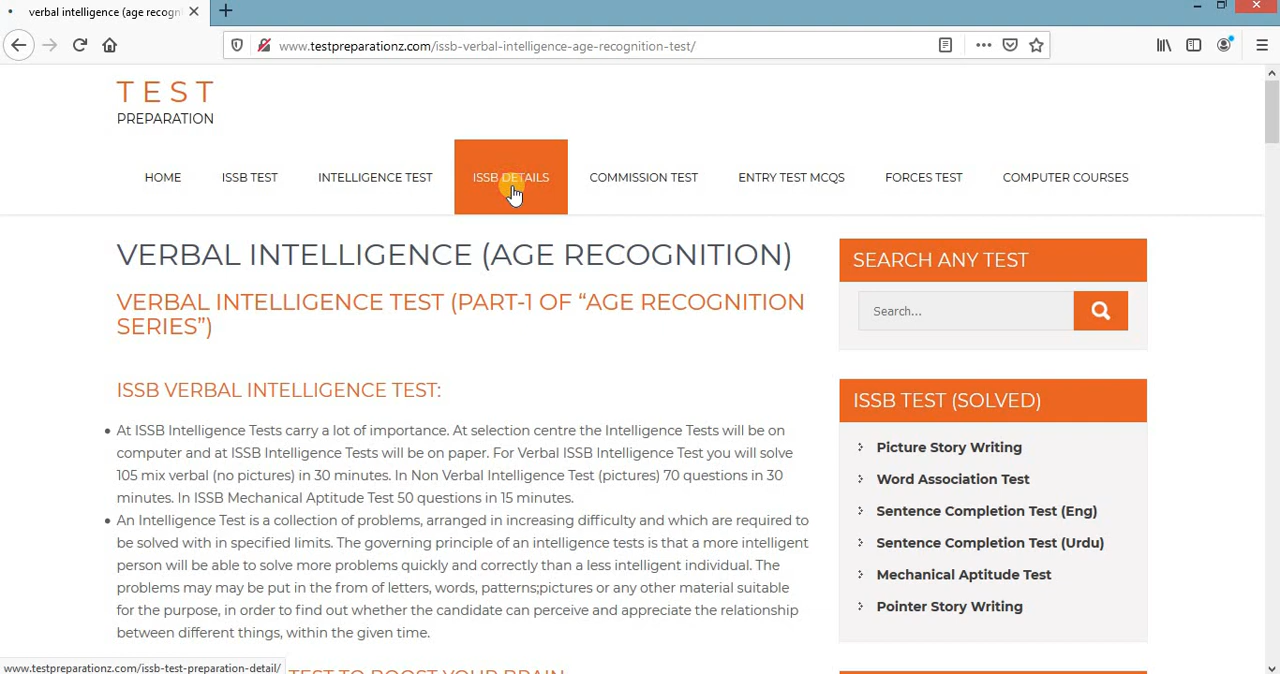 verbal intelligence (age recogn
www.testpreparationz.com/issb-verbal-intelligence-age-recognition-test/
TEST
PREPARATION
HOME
ISSB TEST
INTELLIGENCE TEST
ISSB DETAILS
COMMISSION TEST
ENTRY TEST MCQS
FORCES TEST
COMPUTER COURSES
VERBAL INTELLIGENCE (AGE RECOGNITION)
VERBAL INTELLIGENCE TEST (PART-1 OF “AGE RECOGNITION
SERIES”)
ISSB VERBAL INTELLIGENCE TEST:
At ISSB Intelligence Tests carry a lot of importance. At selection centre the Intelligence Tests will be on
computer and at ISSB Intelligence Tests will be on paper. For Verbal ISSB Intelligence Test you will solve
105 mix verbal (no pictures) in 30 minutes. In Non Verbal Intelligence Test (pictures) 70 questions in 30
minutes. In ISSB Mechanical Aptitude Test 50 questions in 15 minutes.
An Intelligence Test is a collection of problems, arranged in increasing difficulty and which are required to
be solved with in specified limits. The governing principle of an intelligence tests is that a more intelligent
person will be able to solve more problems quickly and correctly than a less intelligent individual. The
problems may may be put in the from of letters, words, patterns;pictures or any other material suitable
for the purpose, in order to find out whether the candidate can perceive and appreciate the relationship
between different things, within the given time.
TEST TO BOOST YOUR BRAIN
SEARCH ANY TEST
Search...
ISSB TEST (SOLVED)
Picture Story Writing
Word Association Test
Sentence Completion Test (Eng)
Sentence Completion Test (Urdu)
Mechanical Aptitude Test
Pointer Story Writing
www.testpreparationz.com/issb-test-preparation-detail/